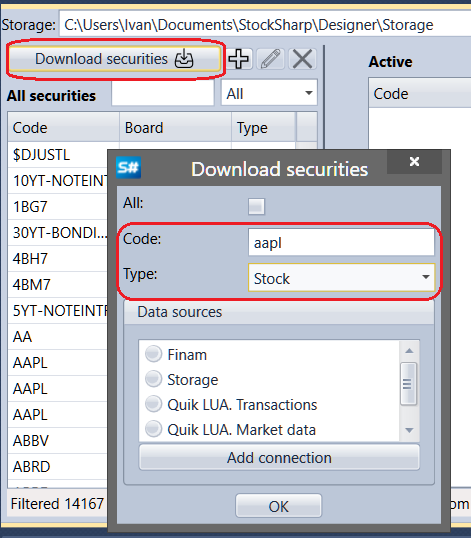 Storage: C:\Users\Ivan\Documents\StockSharp\Designer\Storage
Download securities
All securities
All
Active
Code Board Type
Code
$DJUSTL
10YT-NOTEINT
1BG7
30YT-BONDI...
4BH7
4BM7
5YT-NOTEINTR
AA
AAPL
AAPL
AAPL
ABBV
ABRD
Filtered 14167
S# Download securities
All:
Code: aapl
Type: Stock
Data sources
Finam
Storage
Quik LUA. Transactions
Quik LUA. Market data
Add connection
OK